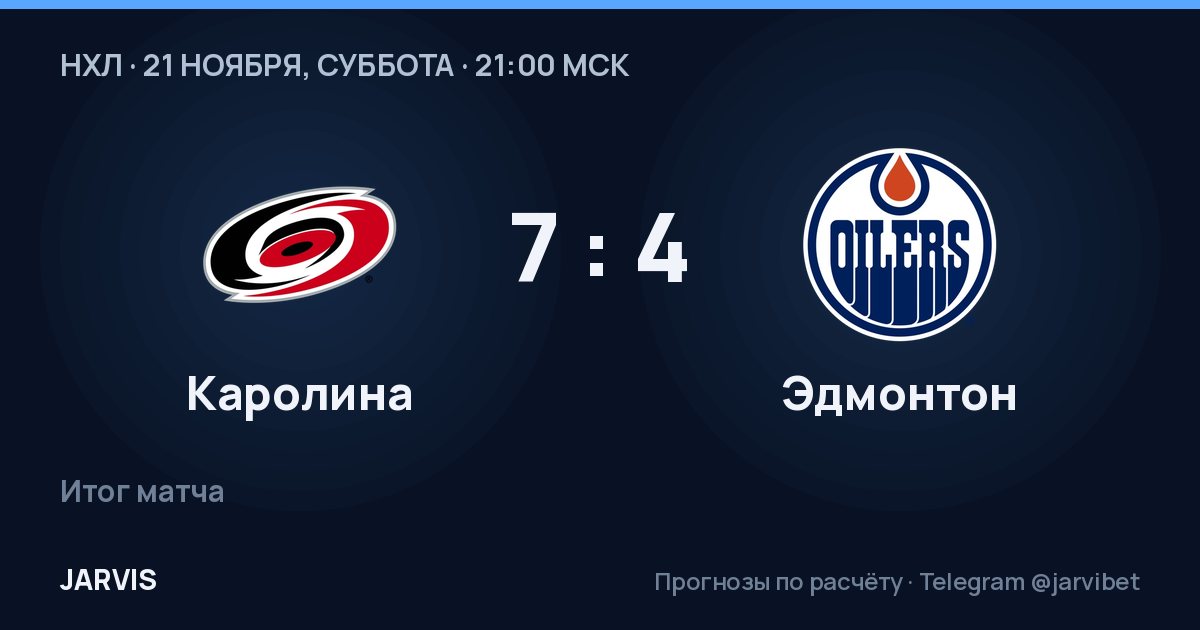 НХЛ · 21 НОЯБРЯ, СУББОТА · 21:00 МСК
7 : 4
OILERS
Каролина
Эдмонтон
Итог матча
JARVIS
Прогнозы по расчёту · Telegram @jarvibet